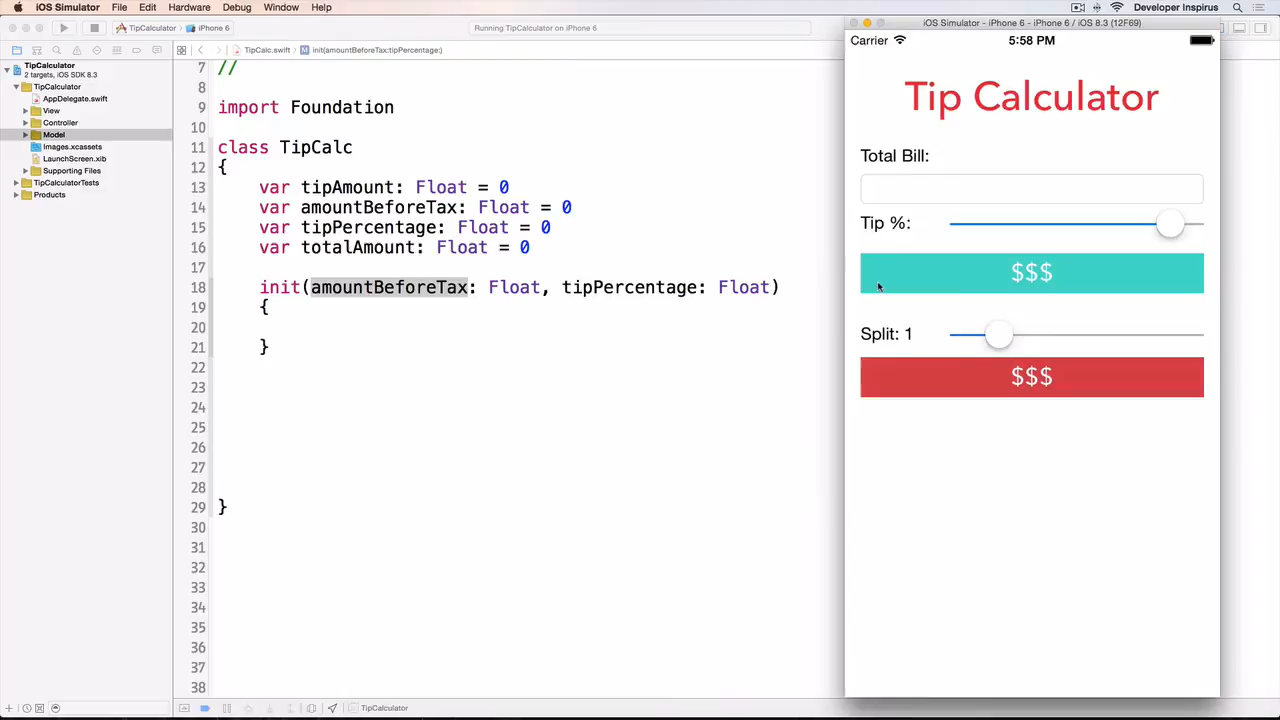 iOS Simulator File Edit Hardware Debug Window Help Developer Inspirus
TipCalculator iPhone 6 Running TipCalculator on iPhone 6
iOS Simulator - iPhone 6 - iPhone 6 / iOS 8.3 (12F69)
TipCalc.swift M init(amountBeforeTax:tipPercentage:)
TipCalculator
2 targets, iOS SDK 8.3
TipCalculator
AppDelegate.swift
View
Controller
Model
Images.xcassets
LaunchScreen.xib
Supporting Files
TipCalculatorTests
Products
7 //
8
9 import Foundation
10
11 class TipCalc
12 {
13 var tipAmount: Float = 0
14 var amountBeforeTax: Float = 0
15 var tipPercentage: Float = 0
16 var totalAmount: Float = 0
17
18 init(amountBeforeTax: Float, tipPercentage: Float)
19 {
20
21 }
22
23
24
25
26
27
28
29 }
30
31
32
33
34
35
36
37
38
TipCalculator
Carrier 5:58 PM
Tip Calculator
Total Bill:
Tip %:
$$$
Split: 1
$$$